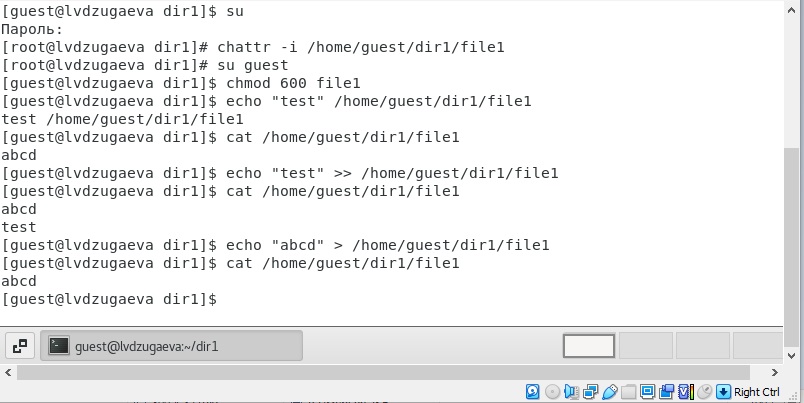 [guest@lvdzugaeva dir1]$ su
Пароль:
[root@lvdzugaeva dir1]# chattr -i /home/guest/dir1/file1
[root@lvdzugaeva dir1]# su guest
[guest@lvdzugaeva dir1]$ chmod 600 file1
[guest@lvdzugaeva dir1]$ echo "test" /home/guest/dir1/file1
test /home/guest/dir1/file1
[guest@lvdzugaeva dir1]$ cat /home/guest/dir1/file1
abcd
[guest@lvdzugaeva dir1]$ echo "test" >> /home/guest/dir1/file1
[guest@lvdzugaeva dir1]$ cat /home/guest/dir1/file1
abcd
test
[guest@lvdzugaeva dir1]$ echo "abcd" > /home/guest/dir1/file1
[guest@lvdzugaeva dir1]$ cat /home/guest/dir1/file1
abcd
[guest@lvdzugaeva dir1]$
guest@lvdzugaeva:~/dir1
Right Ctrl